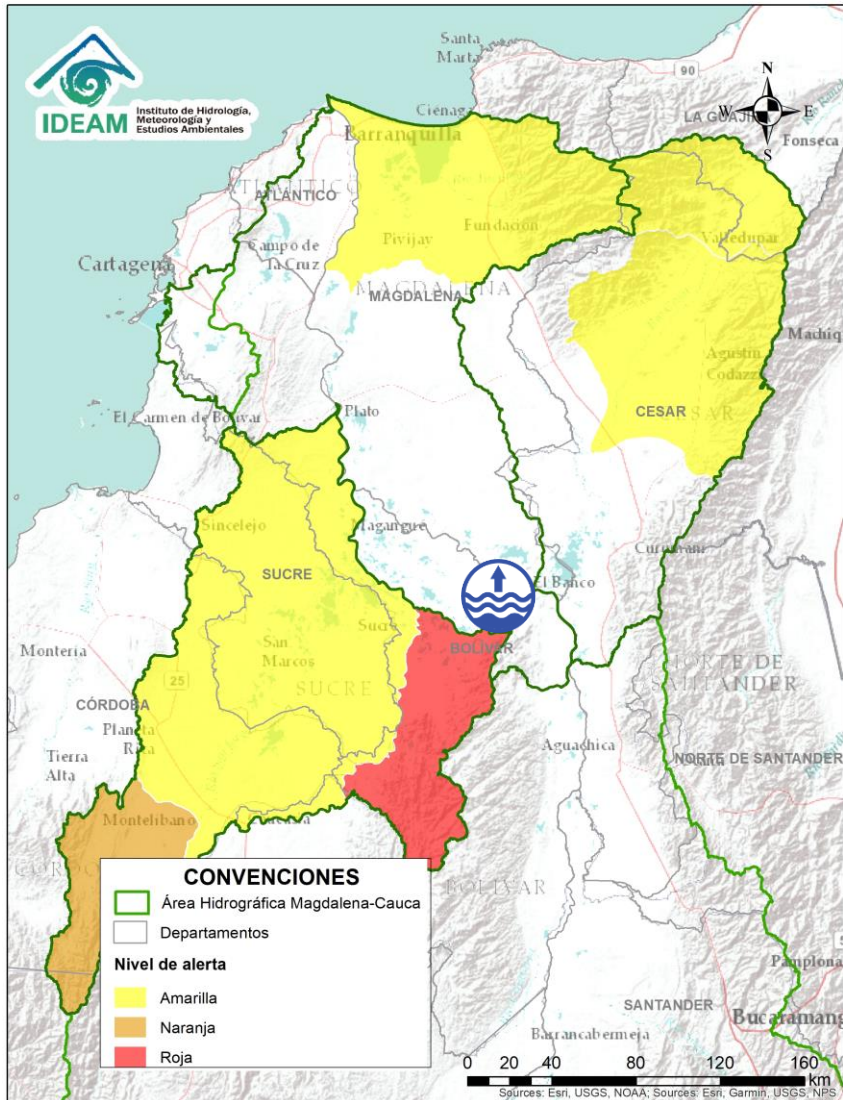 Santa
Marta
90
N
W
E
S
IDEAM
Instituto de Hidrología,
Meteorología y
Estudios Ambientales
Ciénaga
LA GUAJIRA
Barranquilla
Fonseca
ATLÁNTICO
ATLÁNTICO
Pivijay
Fundación
Valledupar
Campo de
la Cruz
Cartagena
MAGDALENA
MAGDALENA
Machiq
Agustín
Codazzi
CESAR
CESAR
El Carmen de Bolívar
Plato
Sincelejo
Magangue
Curumaní
El Banco
SUCRE
Sucre
BOLÍVAR
San
Marcos
Montería
25
SUCRE
NORTE DE
SANTANDER
CÓRDOBA
Planeta
Rica
Aguachica
Tierra
Alta
NORTE DE SANTANDER
Montelíbano
BOLÍVAR
CONVENCIONES
Área Hidrográfica Magdalena-Cauca
Departamentos
Nivel de alerta
Amarilla
Naranja
Roja
Pamplona
SANTANDER
Bucaramang
Barrancabermeja
0 20 40 80 120 160
km
Sources: Esri, USGS, NOAA; Sources: Esri, Garmin, USGS, NPS